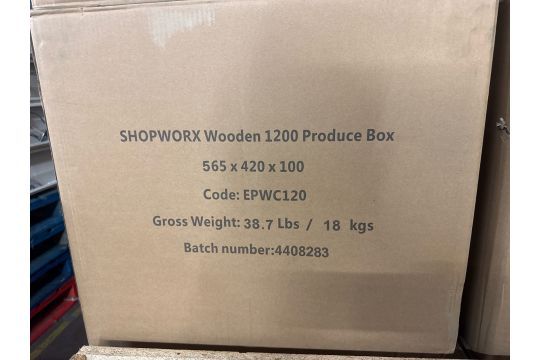 SHOPWORX Wooden 1200 Produce Box
565 x 420 x 100
Code: EPWC120
Gross Weight: 38.7 Lbs / 18 kgs
Batch number:4408283